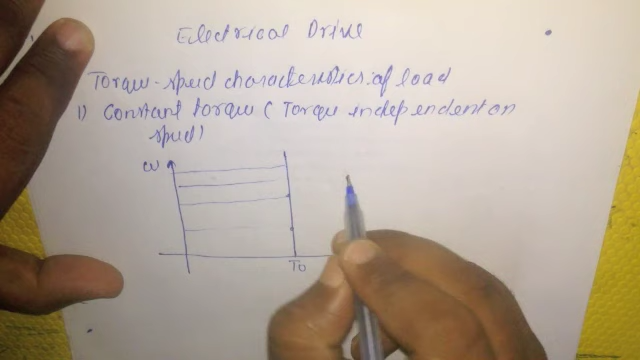 Electrical Drive
Torque-speed characteristics of load
1) Constant torque ( Torque independent on
speed)
ω
To